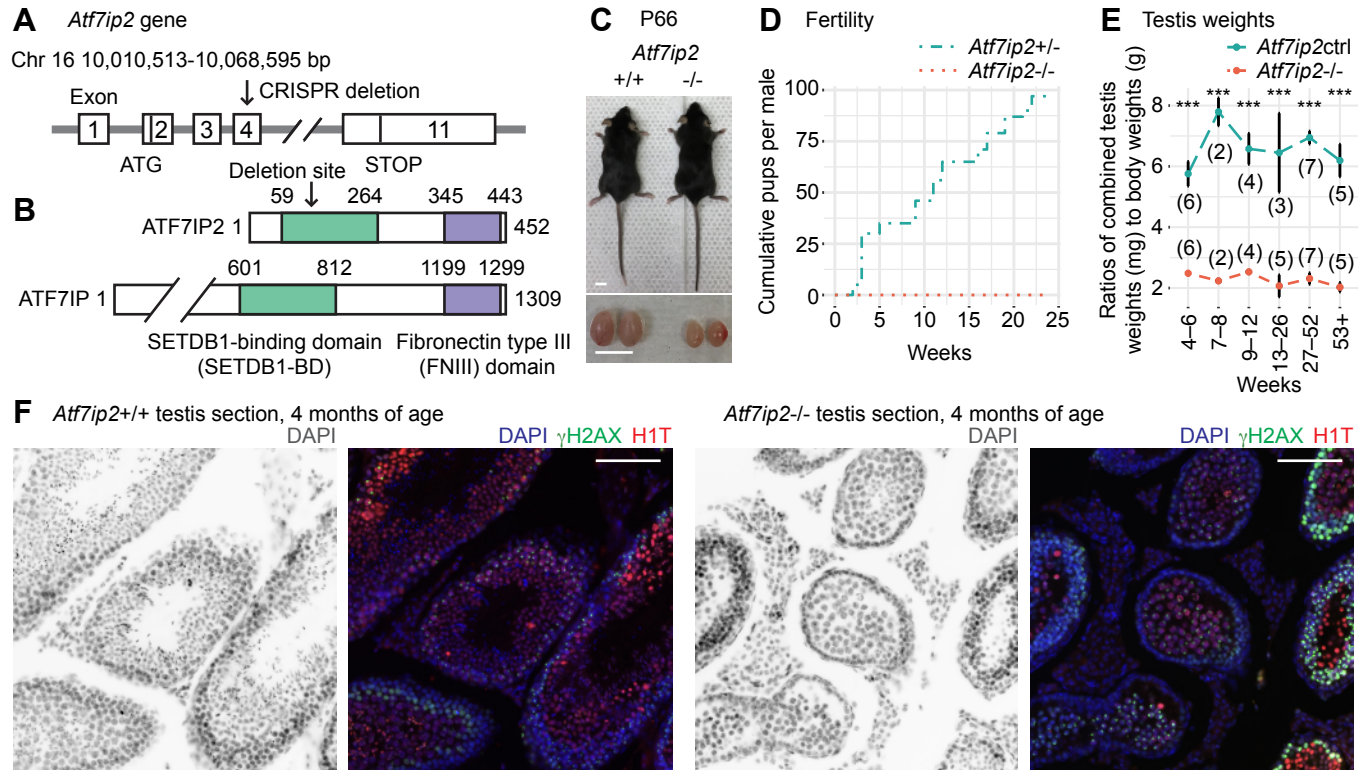 A Atf7ip2 gene
Chr 16 10,010,513-10,068,595 bp
Exon
CRISPR deletion
1 2 3 4 11
ATG STOP
Deletion site
B
59 264 345 443
ATF7IP2 1 452
601 812 1199 1299
ATF7IP 1 1309
SETDB1-binding domain
(SETDB1-BD)
Fibronectin type III
(FNIII) domain
C P66
Atf7ip2
+/+ -/-
D Fertility
Atf7ip2+/-
Atf7ip2-/-
Cumulative pups per male
100
75
50
25
0
0 5 10 15 20 25
Weeks
E Testis weights
Atf7ip2ctrl
Atf7ip2-/-
Ratios of combined testis
weights (mg) to body weights (g)
*** *** *** *** *** ***
8
6
4
2
(6) (2) (4) (3) (7) (5)
(6) (2) (4) (5) (7) (5)
4–6 7–8 9–12 13–26 27–52 53+
Weeks
F Atf7ip2+/+ testis section, 4 months of age
DAPI
DAPI γH2AX H1T
Atf7ip2-/- testis section, 4 months of age
DAPI
DAPI γH2AX H1T